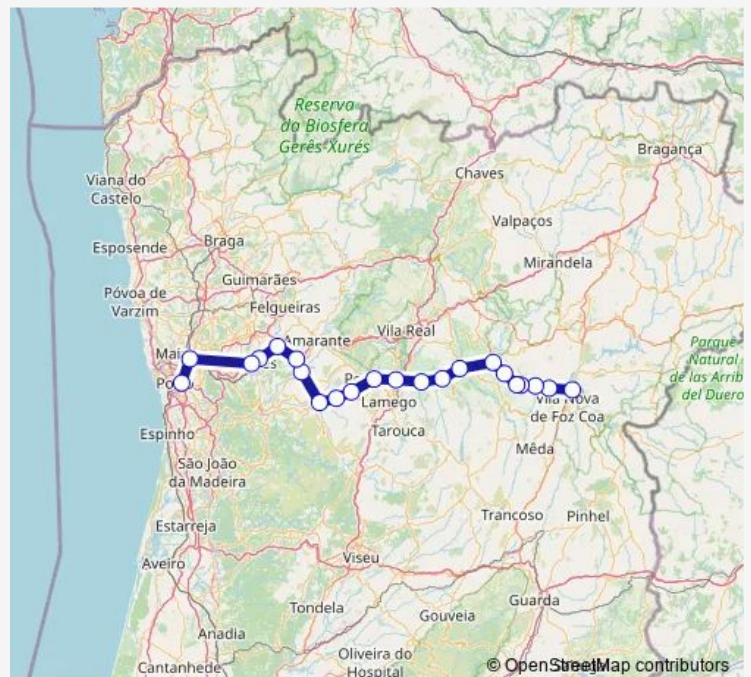 Reserva
da Biosfera
Gerês-Xurés
Bragança
Chaves
Viana do
Castelo
Valpaços
Braga
Esposende
Mirandela
Guimarães
Póvoa de
Varzim
Felgueiras
Vila Real
Amarante
Parque
Natural
de las Arrib
del Duero
Lamego
Vila Nova
de Foz Coa
Espinho
Tarouca
Mêda
São João
da Madeira
Trancoso
Pinhel
Estarreja
Viseu
Aveiro
Guarda
Tondela
Gouveia
Anadia
Oliveira do
Hospital
Cantanhede
© OpenStreetMap contributors